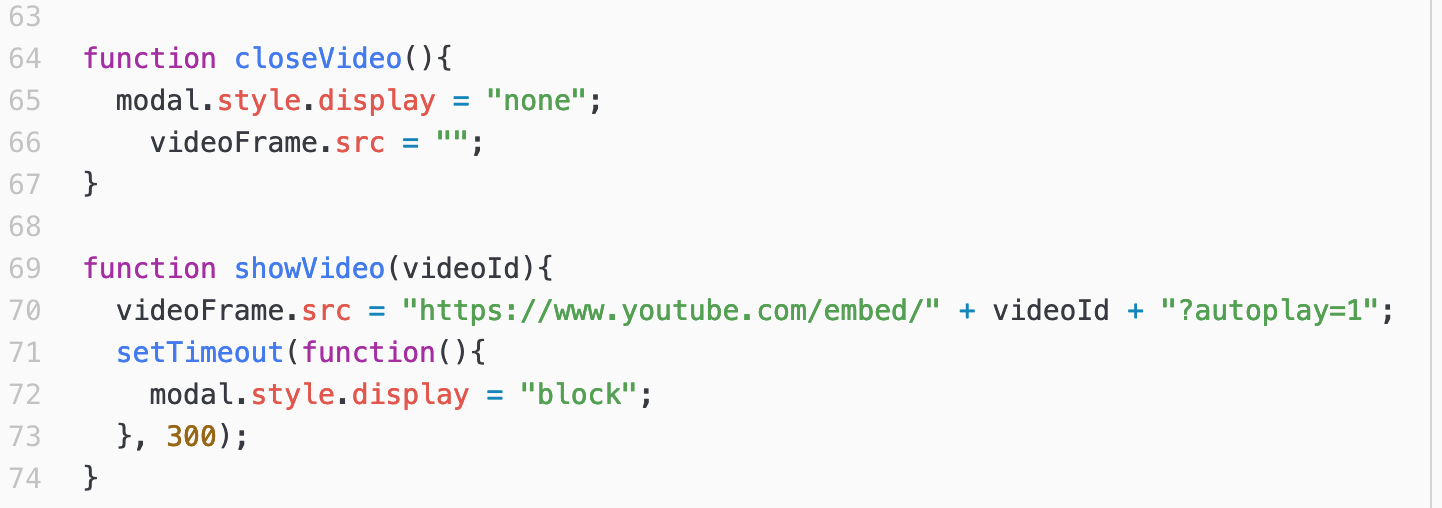 63
64 function closeVideo(){
65   modal.style.display = "none";
66     videoFrame.src = "";
67 }
68
69 function showVideo(videoId){
70   videoFrame.src = "https://www.youtube.com/embed/" + videoId + "?autoplay=1";
71   setTimeout(function(){
72     modal.style.display = "block";
73   }, 300);
74 }